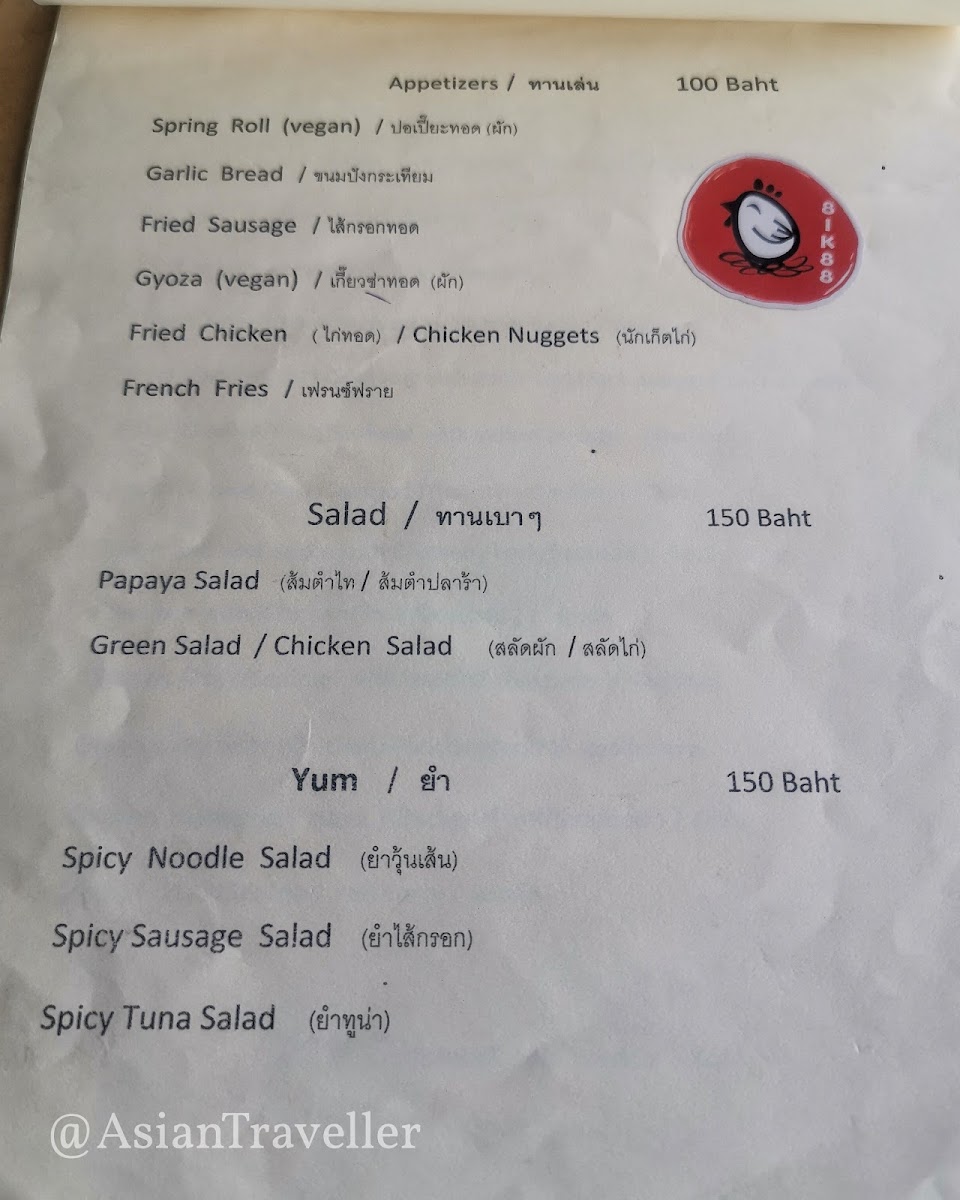 Appetizers / ทานเล่น 100 Baht
Spring Roll (vegan) / ปอเปี๊ยะทอด (ผัก)
Garlic Bread / ขนมปังกระเทียม
Fried Sausage / ไส้กรอกทอด
Gyoza (vegan) / เกี๊ยวซ่าทอด (ผัก)
Fried Chicken (ไก่ทอด) / Chicken Nuggets (นักเก็ตไก่)
French Fries / เฟรนซ์ฟราย
8IK88
Salad / ทานเบาๆ 150 Baht
Papaya Salad (ส้มตำไท / ส้มตำปลาร้า)
Green Salad / Chicken Salad (สลัดผัก / สลัดไก่)
Yum / ยำ 150 Baht
Spicy Noodle Salad (ยำวุ้นเส้น)
Spicy Sausage Salad (ยำไส้กรอก)
Spicy Tuna Salad (ยำทูน่า)
@AsianTraveller